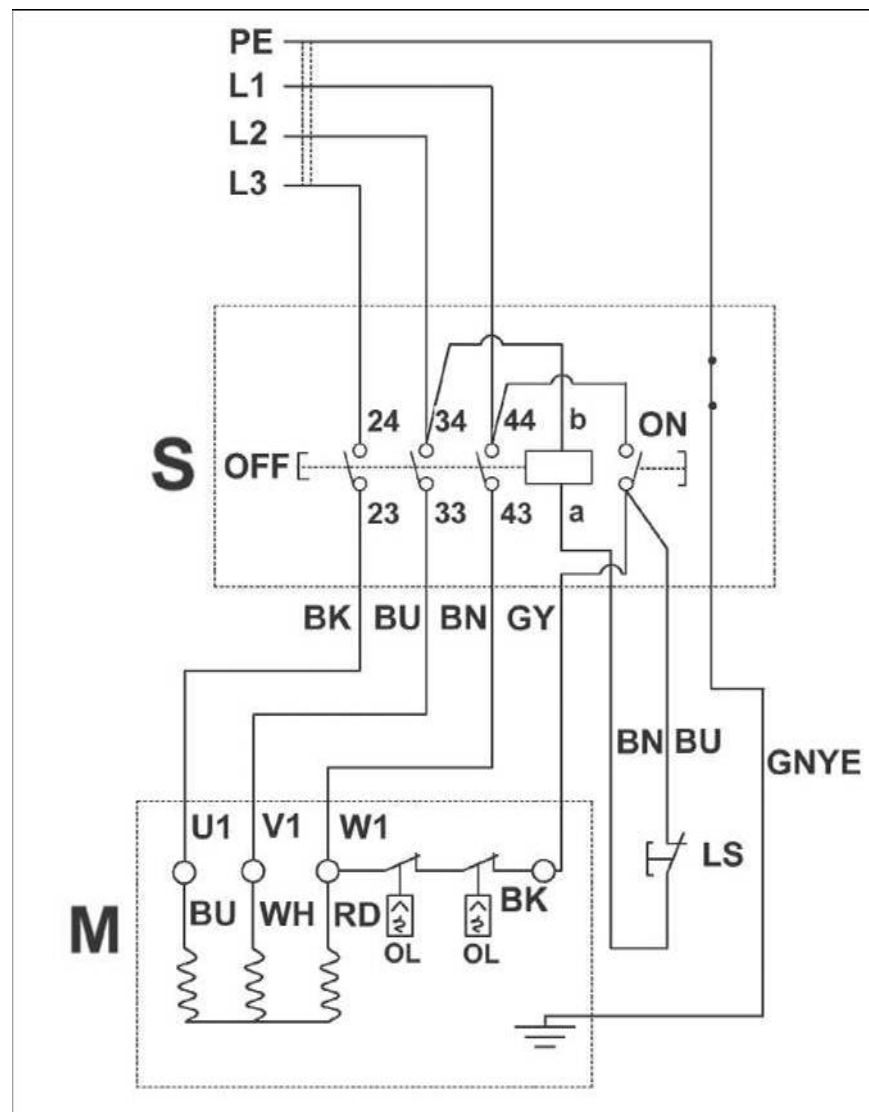 PE
L1
L2
L3
24 34 44 b ON
S OFF
23 33 43 a
BK BU BN GY
BN BU
GNYE
U1 V1 W1
LS
M BU WH RD BK
OL OL